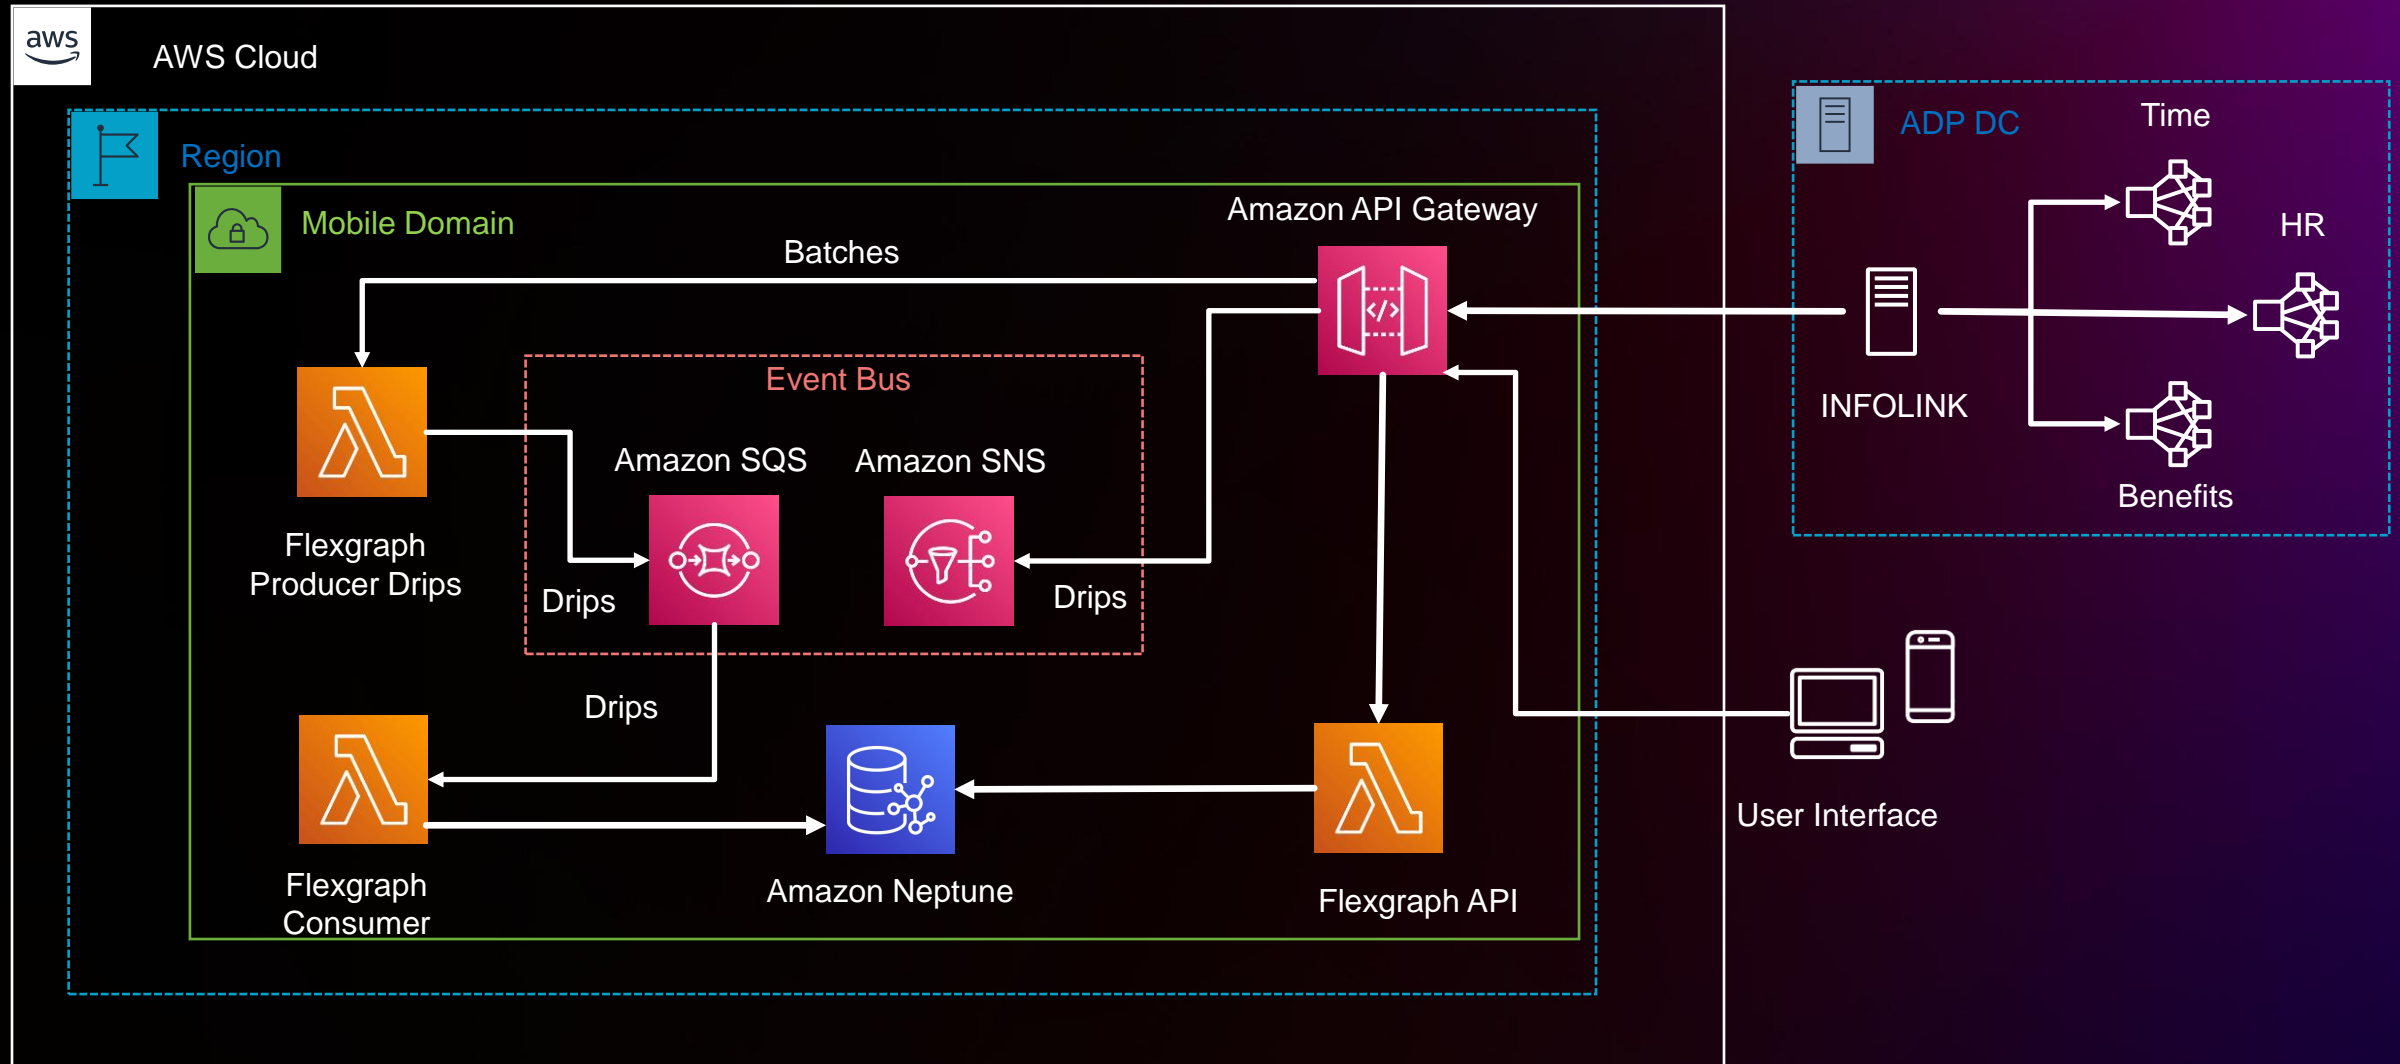 aws
AWS Cloud
Region
Mobile Domain
Batches
Amazon API Gateway
Event Bus
Amazon SQS
Amazon SNS
Flexgraph
Producer Drips
Drips
Drips
Drips
Flexgraph
Consumer
Amazon Neptune
Flexgraph API
ADP DC
Time
HR
INFOLINK
Benefits
User Interface